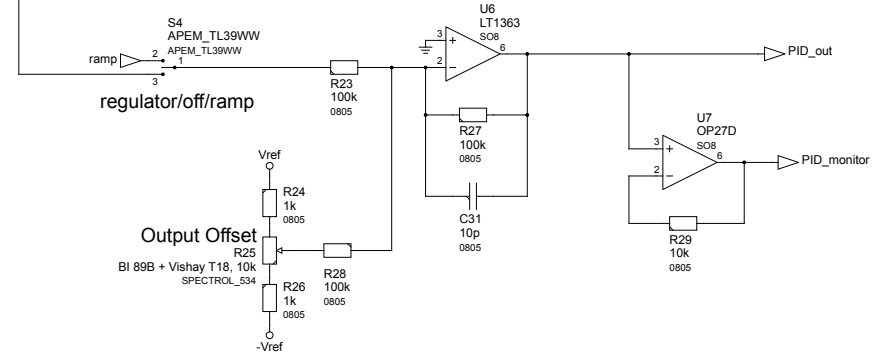 S4
APEM_TL39WW
APEM_TL39WW
ramp
2
1
3
regulator/off/ramp
R23
100k
0805
U6
LT1363
SO8
3
+
6
2
−
R27
100k
0805
C31
10p
0805
PID_out
U7
OP27D
SO8
3
+
6
2
−
PID_monitor
R29
10k
0805
Vref
R24
1k
0805
Output Offset
R25
BI 89B + Vishay T18, 10k
SPECTROL_534
R28
100k
0805
R26
1k
0805
-Vref